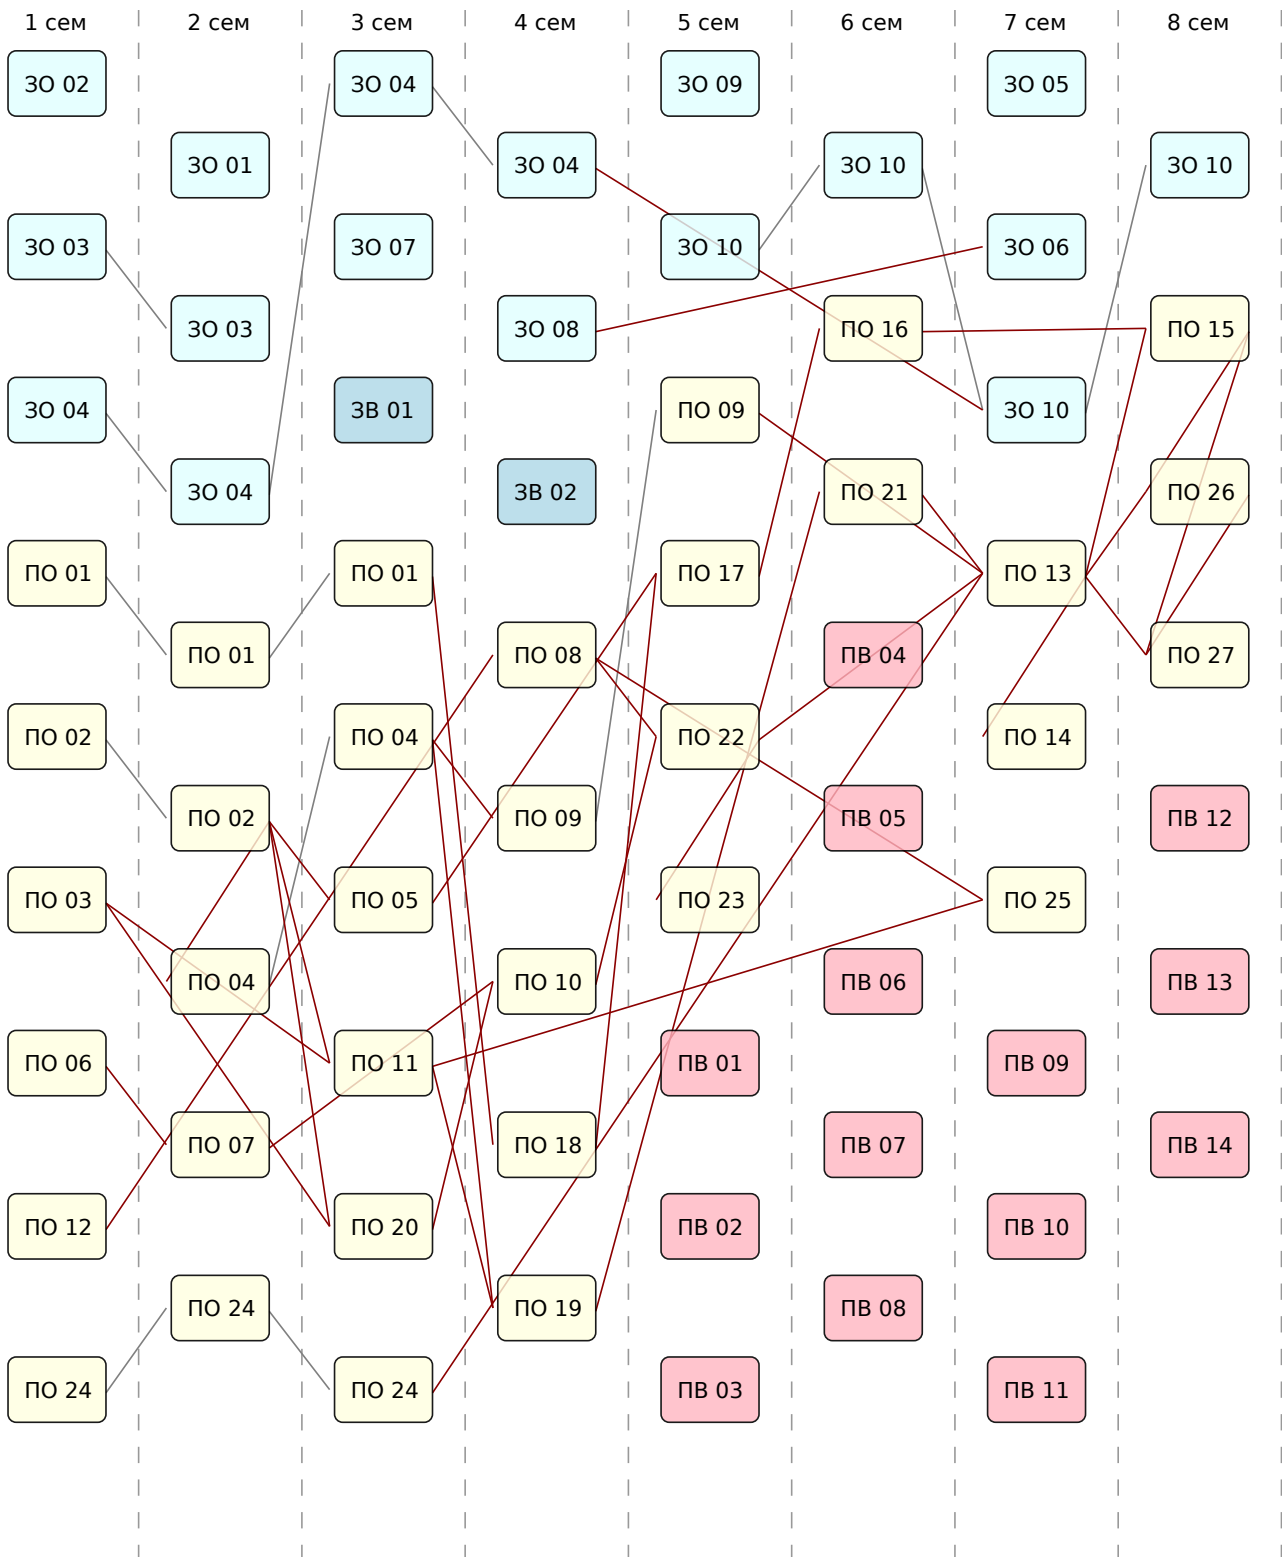 1 сем 2 сем 3 сем 4 сем 5 сем 6 сем 7 сем 8 сем
ЗО 02 ЗО 04 ЗО 09 ЗО 05
ЗО 01 ЗО 04 ЗО 10 ЗО 10
ЗО 03 ЗО 07 ЗО 10 ЗО 06
ЗО 03 ЗО 08 ПО 16 ПО 15
ЗО 04 ЗВ 01 ПО 09 ЗО 10
ЗО 04 ЗВ 02 ПО 21 ПО 26
ПО 01 ПО 01 ПО 17 ПО 13
ПО 01 ПО 08 ПВ 04 ПО 27
ПО 02 ПО 04 ПО 22 ПО 14
ПО 02 ПО 09 ПВ 05 ПВ 12
ПО 03 ПО 05 ПО 23 ПО 25
ПО 04 ПО 10 ПВ 06 ПВ 13
ПО 06 ПО 11 ПВ 01 ПВ 09
ПО 07 ПО 18 ПВ 07 ПВ 14
ПО 12 ПО 20 ПВ 02 ПВ 10
ПО 24 ПО 19 ПВ 08
ПО 24 ПО 24 ПВ 03 ПВ 11